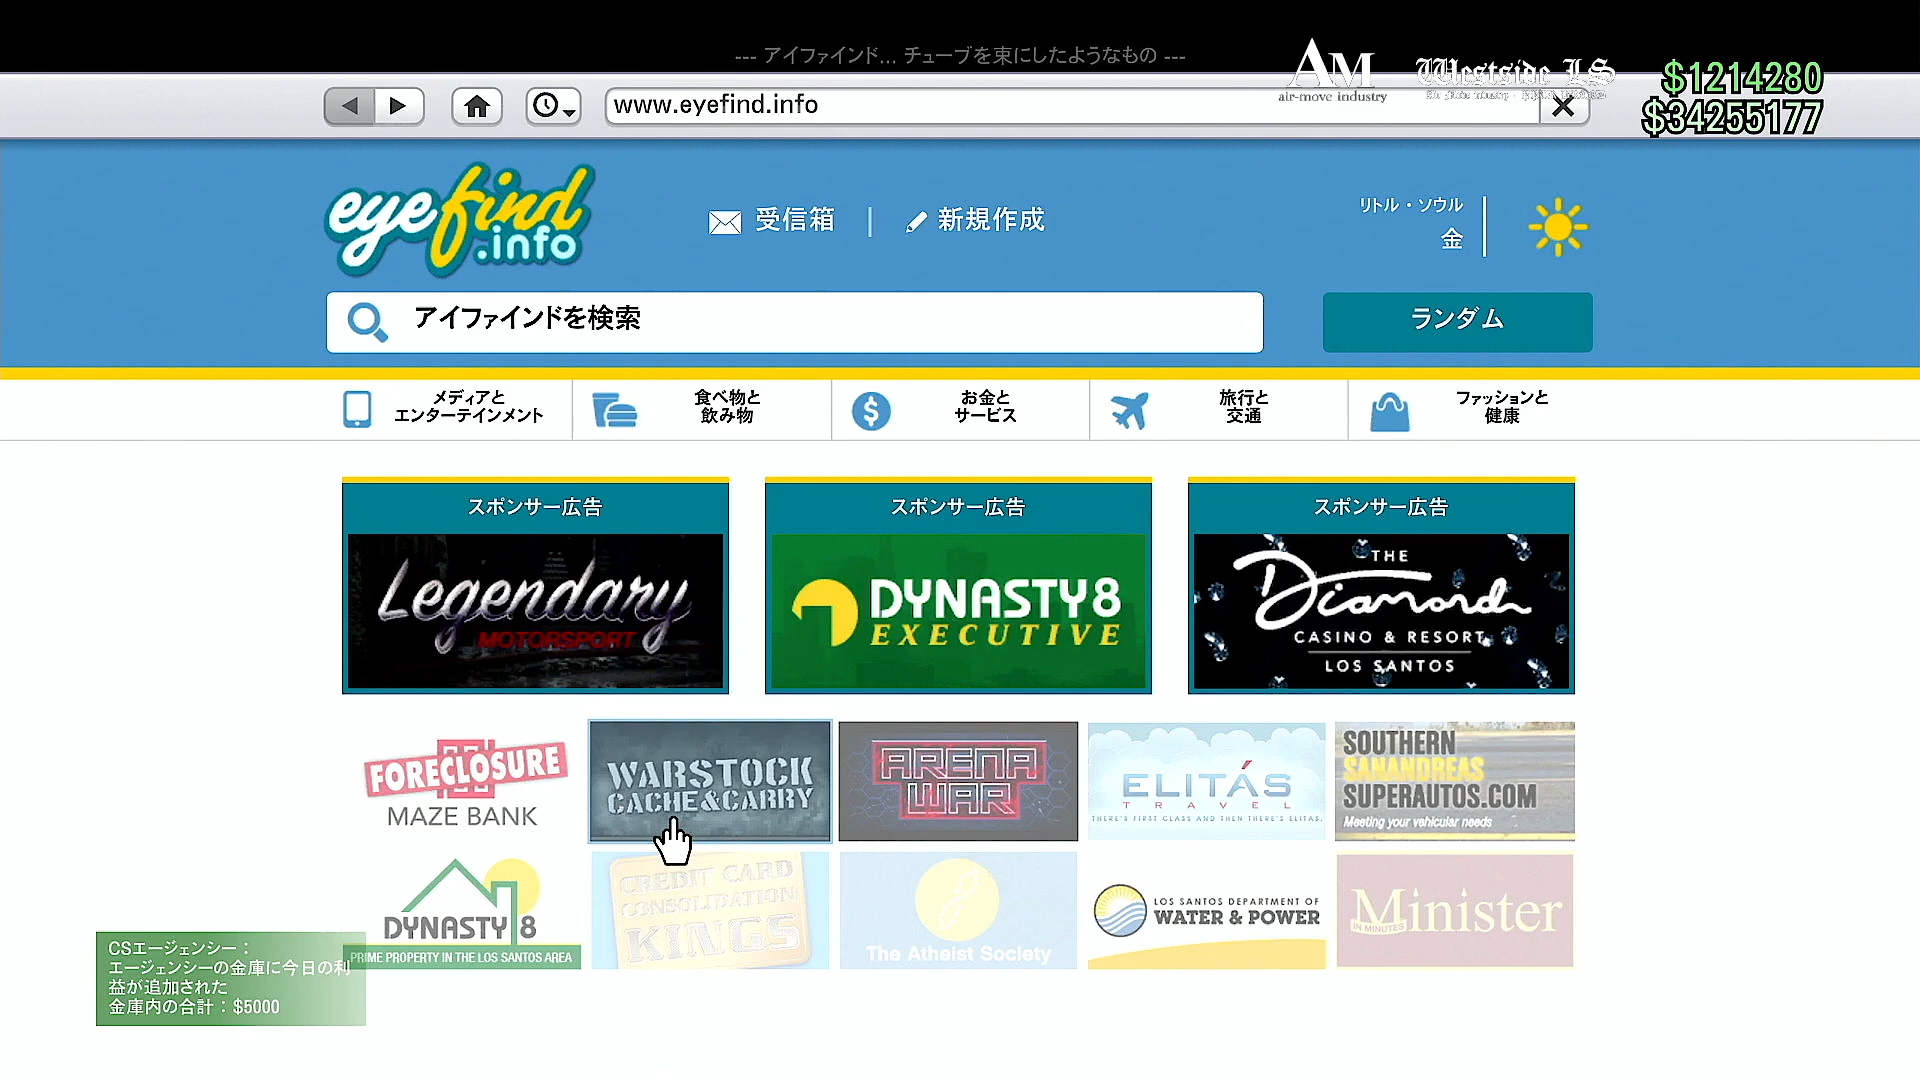 --- アイファインド... チューブを束にしたようなもの ---
AM
air-move industry
Westside LS
$1214280
$34255177
www.eyefind.info
eyefind
.info
受信箱
新規作成
リトル・ソウル
金
アイファインドを検索
ランダム
メディアと
エンターテインメント
食べ物と
飲み物
お金と
サービス
旅行と
交通
ファッションと
健康
スポンサー広告
Legendary
MOTORSPORT
スポンサー広告
DYNASTY8
EXECUTIVE
スポンサー広告
THE
Diamond
CASINO & RESORT
LOS SANTOS
FORECLOSURE
MAZE BANK
WARSTOCK
CACHE&CARRY
ARENA
WAR
ELITÁS
TRAVEL
THERE'S FIRST CLASS AND THEN THERE'S ELITAS.
SOUTHERN
SANANDREAS
SUPERAUTOS.COM
Meeting your vehicular needs
DYNASTY 8
PRIME PROPERTY IN THE LOS SANTOS AREA
CREDIT CARD
CONSOLIDATION
KINGS
The Atheist Society
LOS SANTOS DEPARTMENT OF
WATER & POWER
Minister
IN MINUTES
CSエージェンシー：
エージェンシーの金庫に今日の利
益が追加された
金庫内の合計：$5000